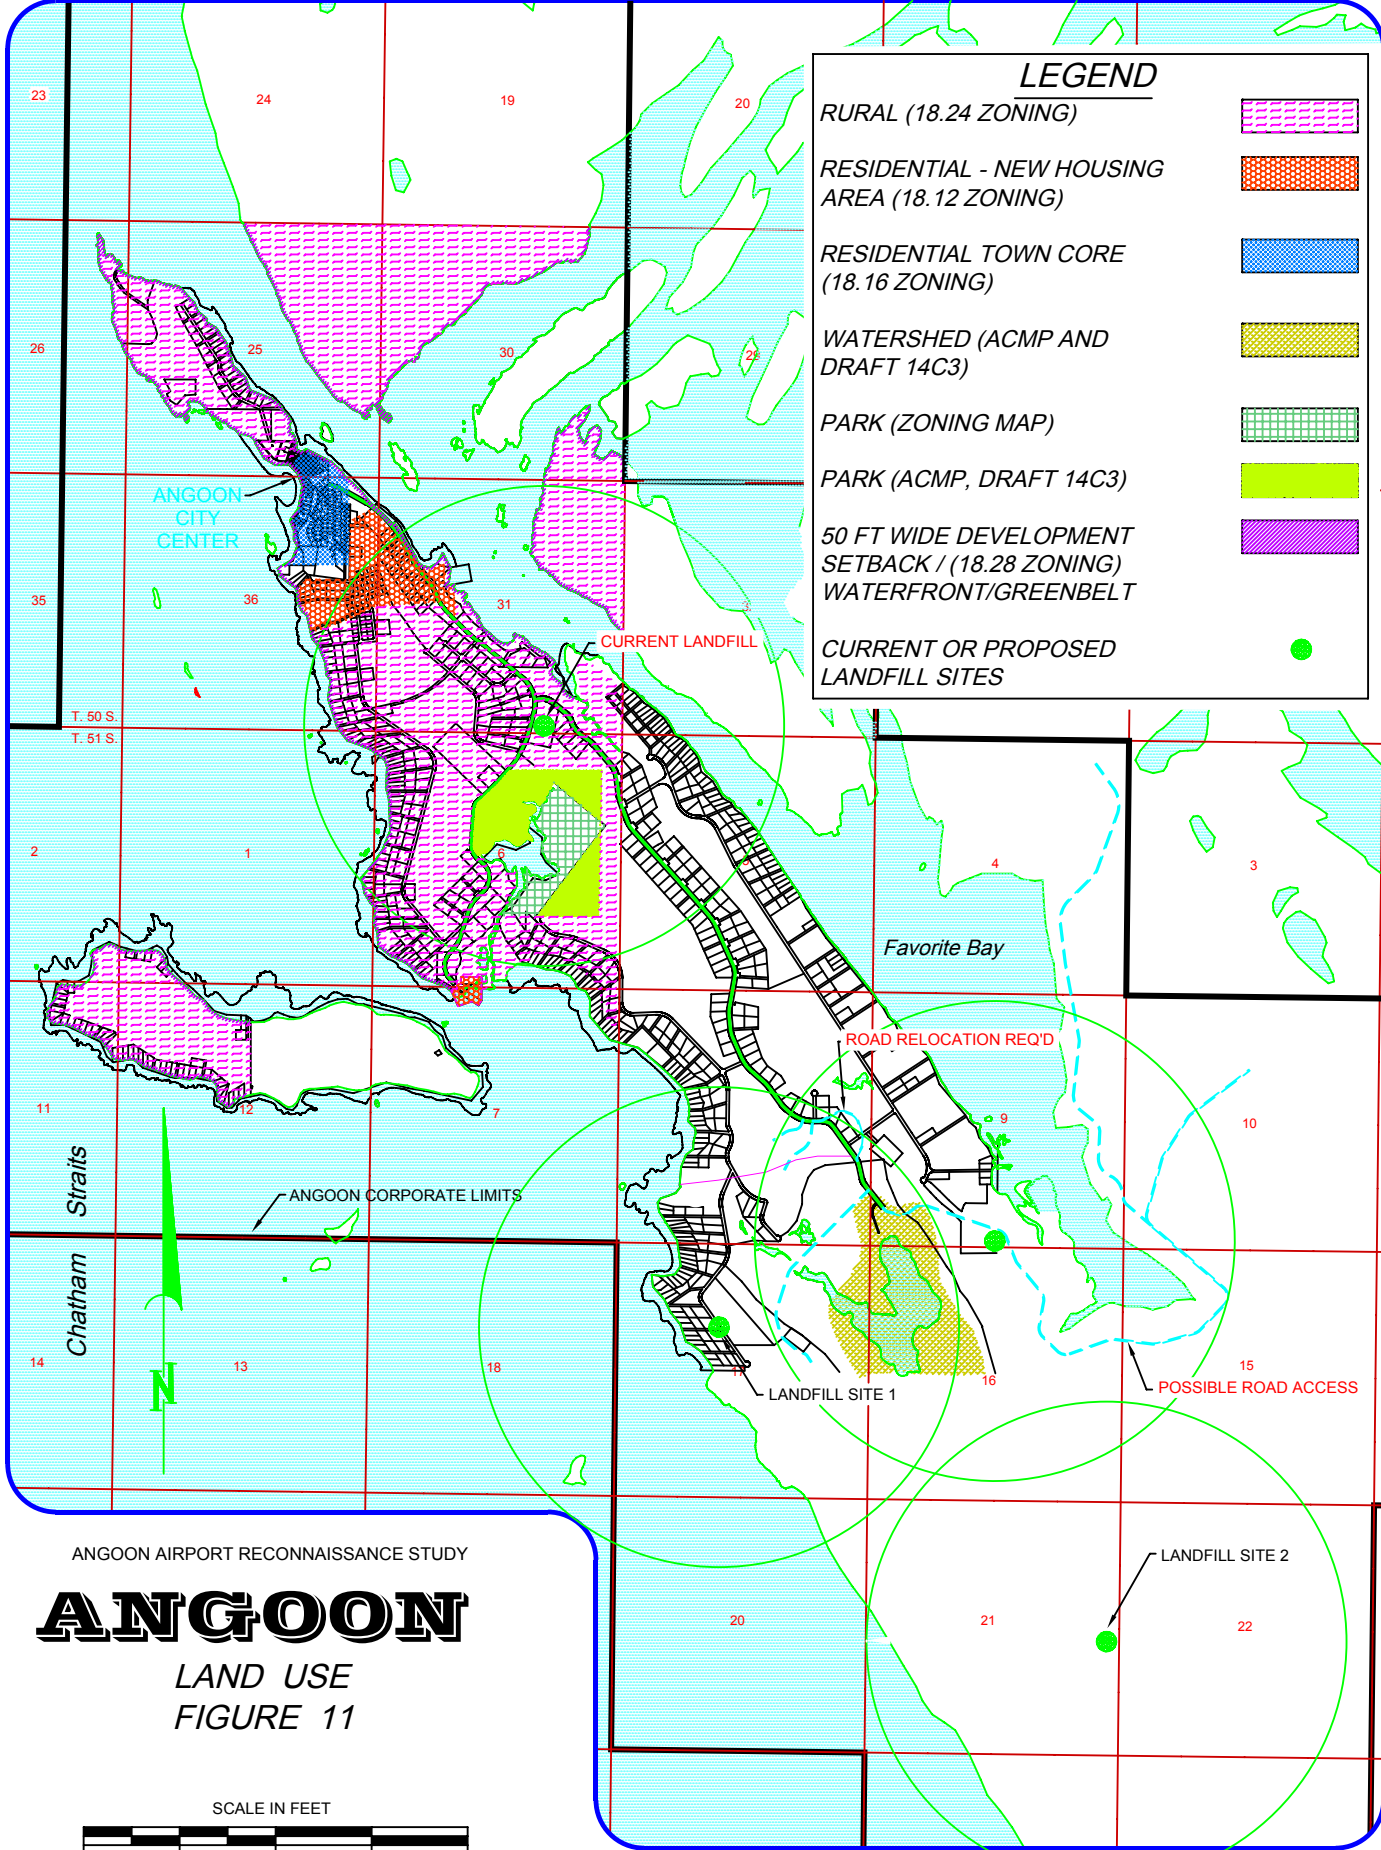 LEGEND
RURAL (18.24 ZONING)
RESIDENTIAL - NEW HOUSING
AREA (18.12 ZONING)
RESIDENTIAL TOWN CORE
(18.16 ZONING)
WATERSHED (ACMP AND
DRAFT 14C3)
PARK (ZONING MAP)
PARK (ACMP, DRAFT 14C3)
50 FT WIDE DEVELOPMENT
SETBACK / (18.28 ZONING)
WATERFRONT/GREENBELT
CURRENT OR PROPOSED
LANDFILL SITES
23
24
19
20
26
25
30
29
ANGOON
CITY
CENTER
35
36
31
CURRENT LANDFILL
T. 50 S.
T. 51 S.
2
1
6
4
3
Favorite Bay
ROAD RELOCATION REQ'D
11
12
7
9
10
Chatham Straits
ANGOON CORPORATE LIMITS
14
13
18
17
16
15
LANDFILL SITE 1
POSSIBLE ROAD ACCESS
N
LANDFILL SITE 2
20
21
22
ANGOON AIRPORT RECONNAISSANCE STUDY
ANGOON
LAND USE
FIGURE 11
SCALE IN FEET